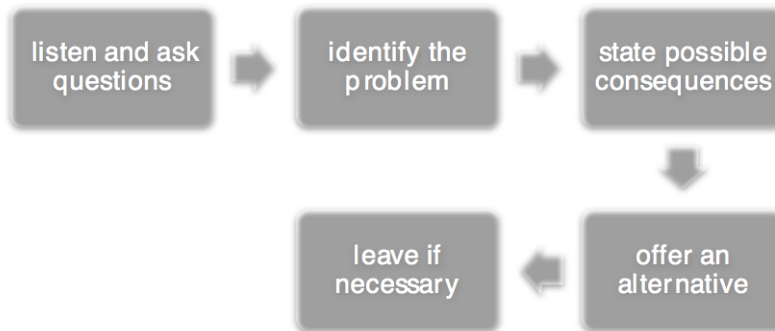 listen and ask
questions
identify the
problem
state possible
consequences
offer an
alternative
leave if
necessary